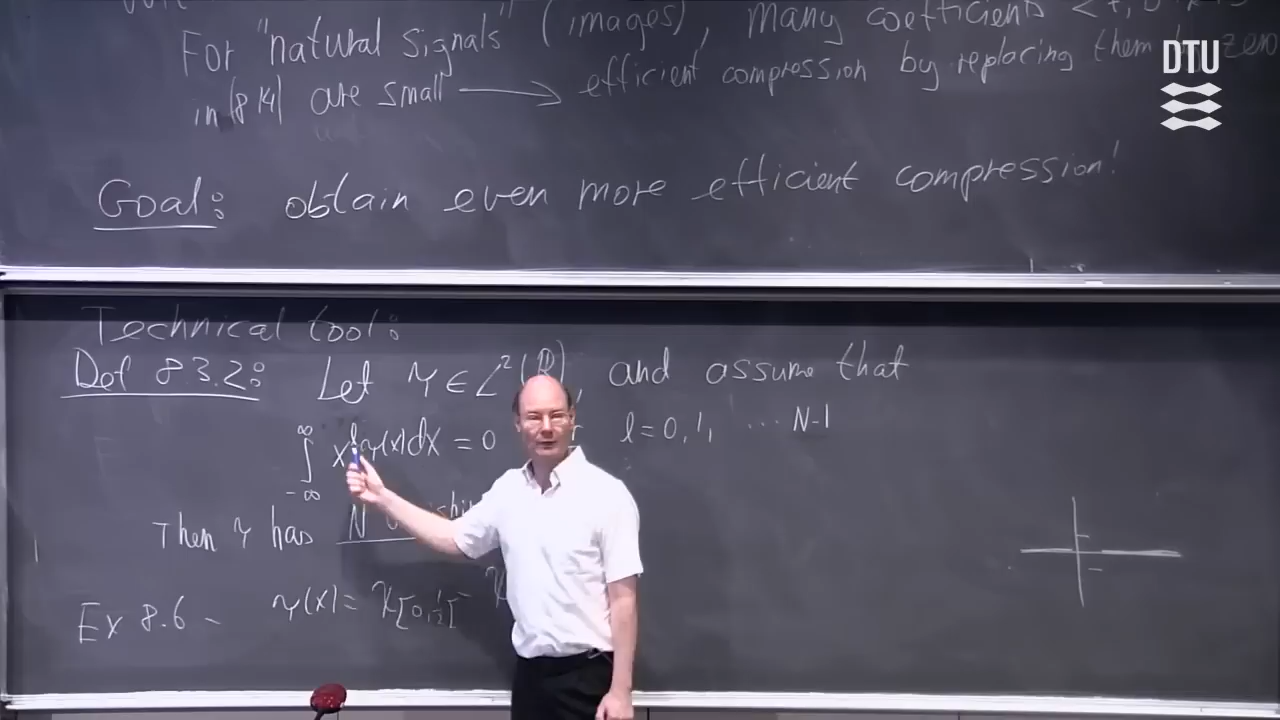 For "natural signals" (images), many coefficients
in (8.14) are small → efficient compression by replacing them by zero
DTU
Goal: obtain even more efficient compression!
Technical tool:
Def 8.3.2: Let ψ ∈ L²(ℝ), and assume that
∫_{-∞}^{∞} x^ℓ ψ(x)dx = 0 ℓ=0,1, ... N-1
Then ψ has N
Ex 8.6 ~ ψ(x) = χ_[0,1/2[ -